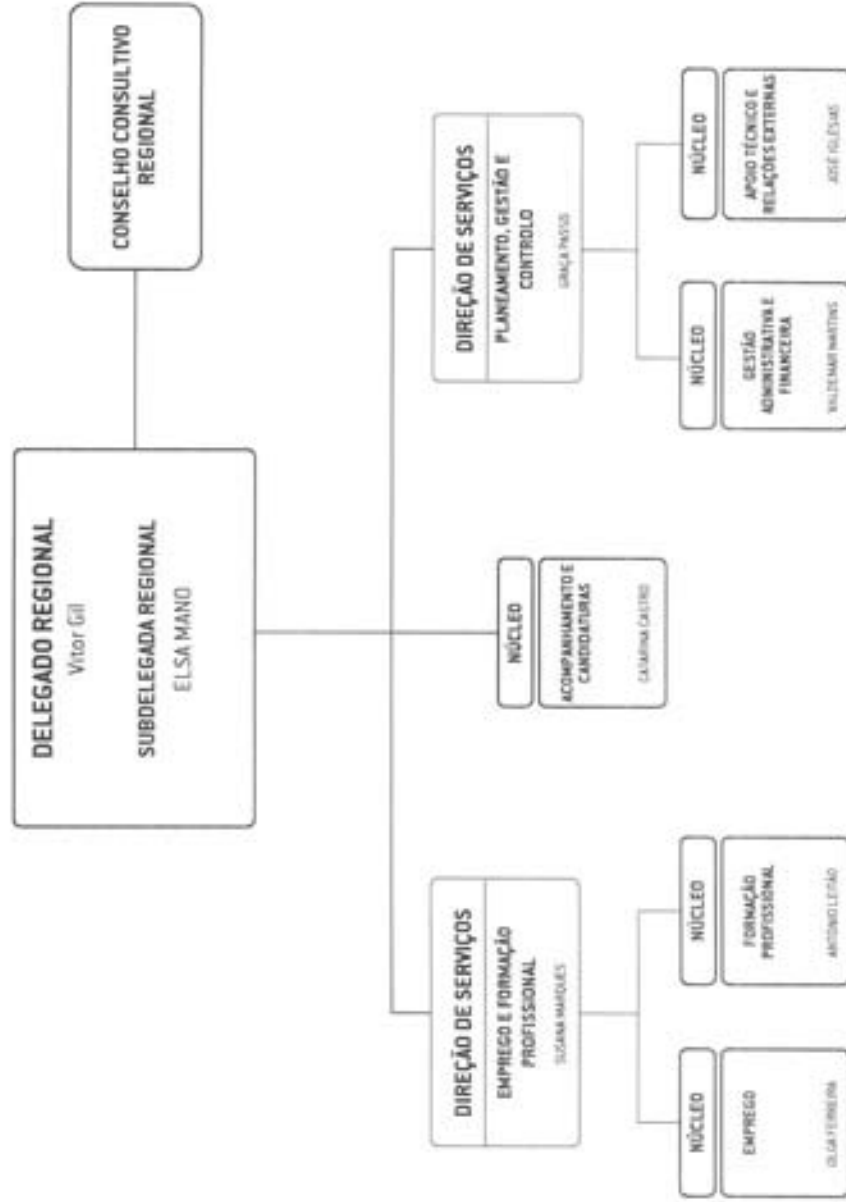 DELEGADO REGIONAL
Vitor Gil
SUBDELEGADA REGIONAL
ELSA MANO
CONSELHO CONSULTIVO
REGIONAL
DIREÇÃO DE SERVIÇOS
EMPREGO E FORMAÇÃO
PROFISSIONAL
SUSANA MARQUES
NÚCLEO
ACOMPANHAMENTO E
CANDIDATURAS
CATARINA CASTRO
DIREÇÃO DE SERVIÇOS
PLANEAMENTO, GESTÃO E
CONTROLO
GRAÇA PASSO
NÚCLEO
EMPREGO
OLGA FERREIRA
NÚCLEO
FORMAÇÃO
PROFISSIONAL
ANTÓNIO LEITÃO
NÚCLEO
GESTÃO
ADMINISTRATIVA E
FINANCEIRA
WALDEMAR MARTINS
NÚCLEO
APOIO TÉCNICO E
RELAÇÕES EXTERNAS
JOSÉ IGLÉSIAS